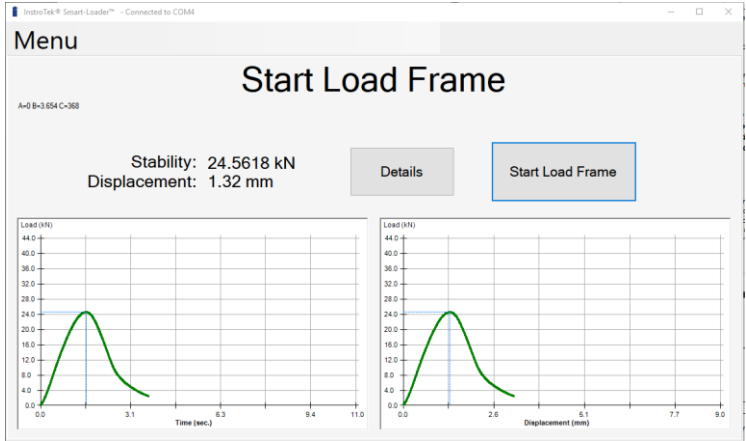 InstroTek® Smart-Loader™ - Connected to COM4
Menu
Start Load Frame
A=0 B=3.654 C=368
Stability: 24.5618 kN
Displacement: 1.32 mm
Details
Start Load Frame
Load (kN)
44.0
40.0
36.0
32.0
28.0
24.0
20.0
16.0
12.0
8.0
4.0
0.0
0.0 3.1 6.3 9.4 11.0
Time (sec.)
Load (kN)
44.0
40.0
36.0
32.0
28.0
24.0
20.0
16.0
12.0
8.0
4.0
0.0
0.0 2.6 5.1 7.7 9.0
Displacement (mm)